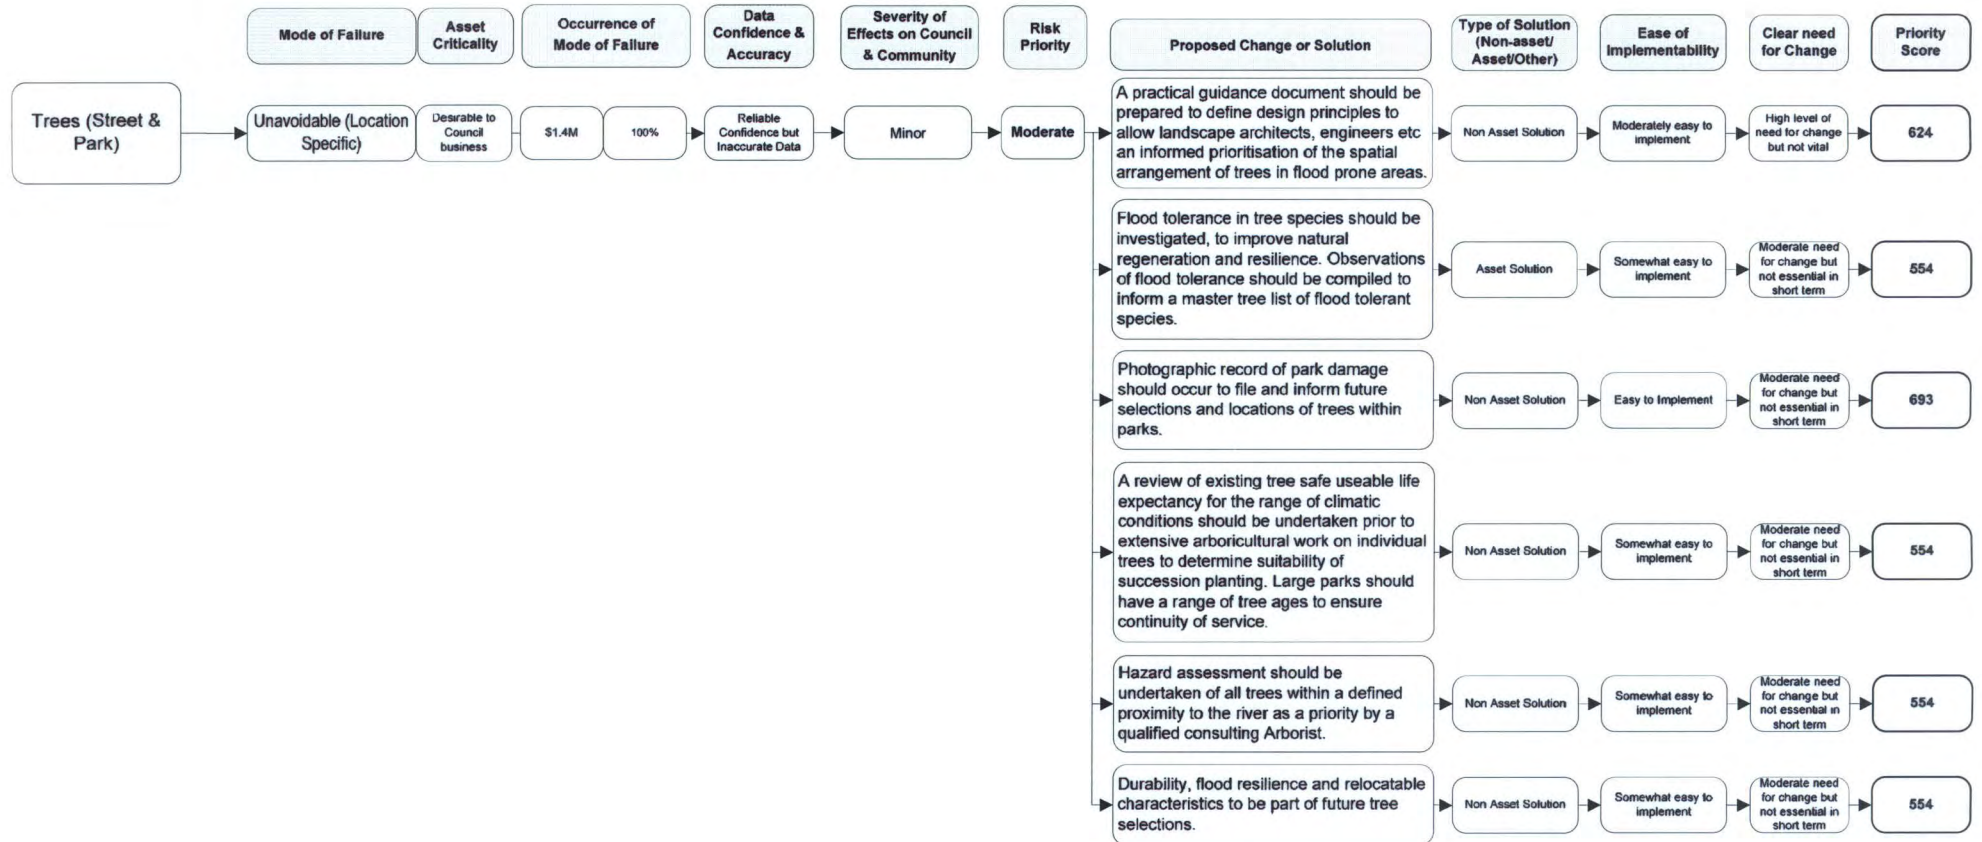 Mode of Failure
Asset
Criticality
Occurrence of
Mode of Failure
Data
Confidence &
Accuracy
Severity of
Effects on Council
& Community
Risk
Priority
Proposed Change or Solution
Type of Solution
(Non-asset/
Asset/Other)
Ease of
Implementability
Clear need
for Change
Priority
Score
Trees (Street &
Park)
Unavoidable (Location
Specific)
Desirable to
Council
business
$1.4M
100%
Reliable
Confidence but
Inaccurate Data
Minor
Moderate
A practical guidance document should be
prepared to define design principles to
allow landscape architects, engineers etc
an informed prioritisation of the spatial
arrangement of trees in flood prone areas.
Non Asset Solution
Moderately easy to
implement
High level of
need for change
but not vital
624
Flood tolerance in tree species should be
investigated, to improve natural
regeneration and resilience. Observations
of flood tolerance should be compiled to
inform a master tree list of flood tolerant
species.
Asset Solution
Somewhat easy to
implement
Moderate need
for change but
not essential in
short term
554
Photographic record of park damage
should occur to file and inform future
selections and locations of trees within
parks.
Non Asset Solution
Easy to Implement
Moderate need
for change but
not essential in
short term
693
A review of existing tree safe useable life
expectancy for the range of climatic
conditions should be undertaken prior to
extensive arboricultural work on individual
trees to determine suitability of
succession planting. Large parks should
have a range of tree ages to ensure
continuity of service.
Non Asset Solution
Somewhat easy to
implement
Moderate need
for change but
not essential in
short term
554
Hazard assessment should be
undertaken of all trees within a defined
proximity to the river as a priority by a
qualified consulting Arborist.
Non Asset Solution
Somewhat easy to
implement
Moderate need
for change but
not essential in
short term
554
Durability, flood resilience and relocatable
characteristics to be part of future tree
selections.
Non Asset Solution
Somewhat easy to
implement
Moderate need
for change but
not essential in
short term
554